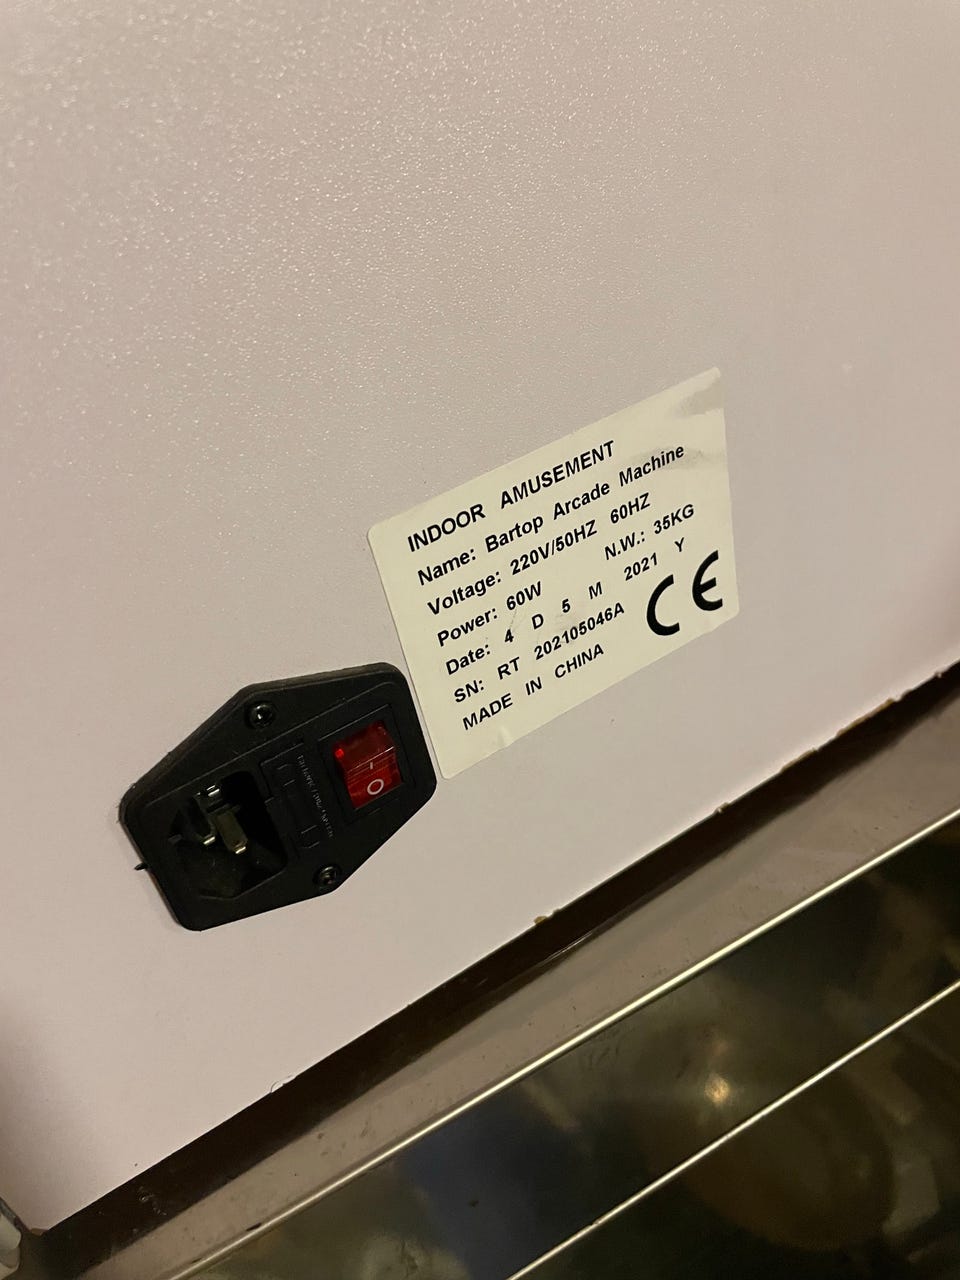 INDOOR AMUSEMENT
Name: Bartop Arcade Machine
Voltage: 220V/50HZ 60HZ
Power: 60W N.W.: 35KG
Date: 4 D 5 M 2021 Y
SN: RT 202105046A
MADE IN CHINA
CE